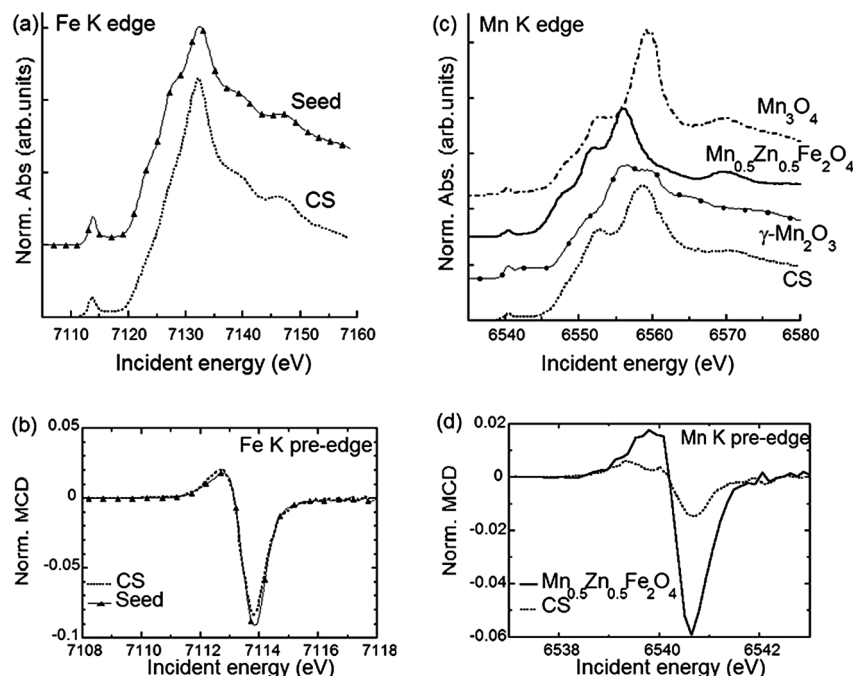 (a) Fe K edge
Norm. Abs (arb.units)
Seed
CS
7110 7120 7130 7140 7150 7160
Incident energy (eV)
(c) Mn K edge
Norm. Abs. (arb.units)
Mn₃O₄
Mn₀.₅Zn₀.₅Fe₂O₄
γ-Mn₂O₃
CS
6540 6550 6560 6570 6580
Incident energy (eV)
(b) Fe K pre-edge
Norm. MCD
0.05
0
-0.05
-0.1
CS
Seed
7108 7110 7112 7114 7116 7118
Incident energy (eV)
(d) Mn K pre-edge
Norm. MCD
0.02
0
-0.02
-0.04
-0.06
Mn₀.₅Zn₀.₅Fe₂O₄
CS
6538 6540 6542
Incident energy (eV)